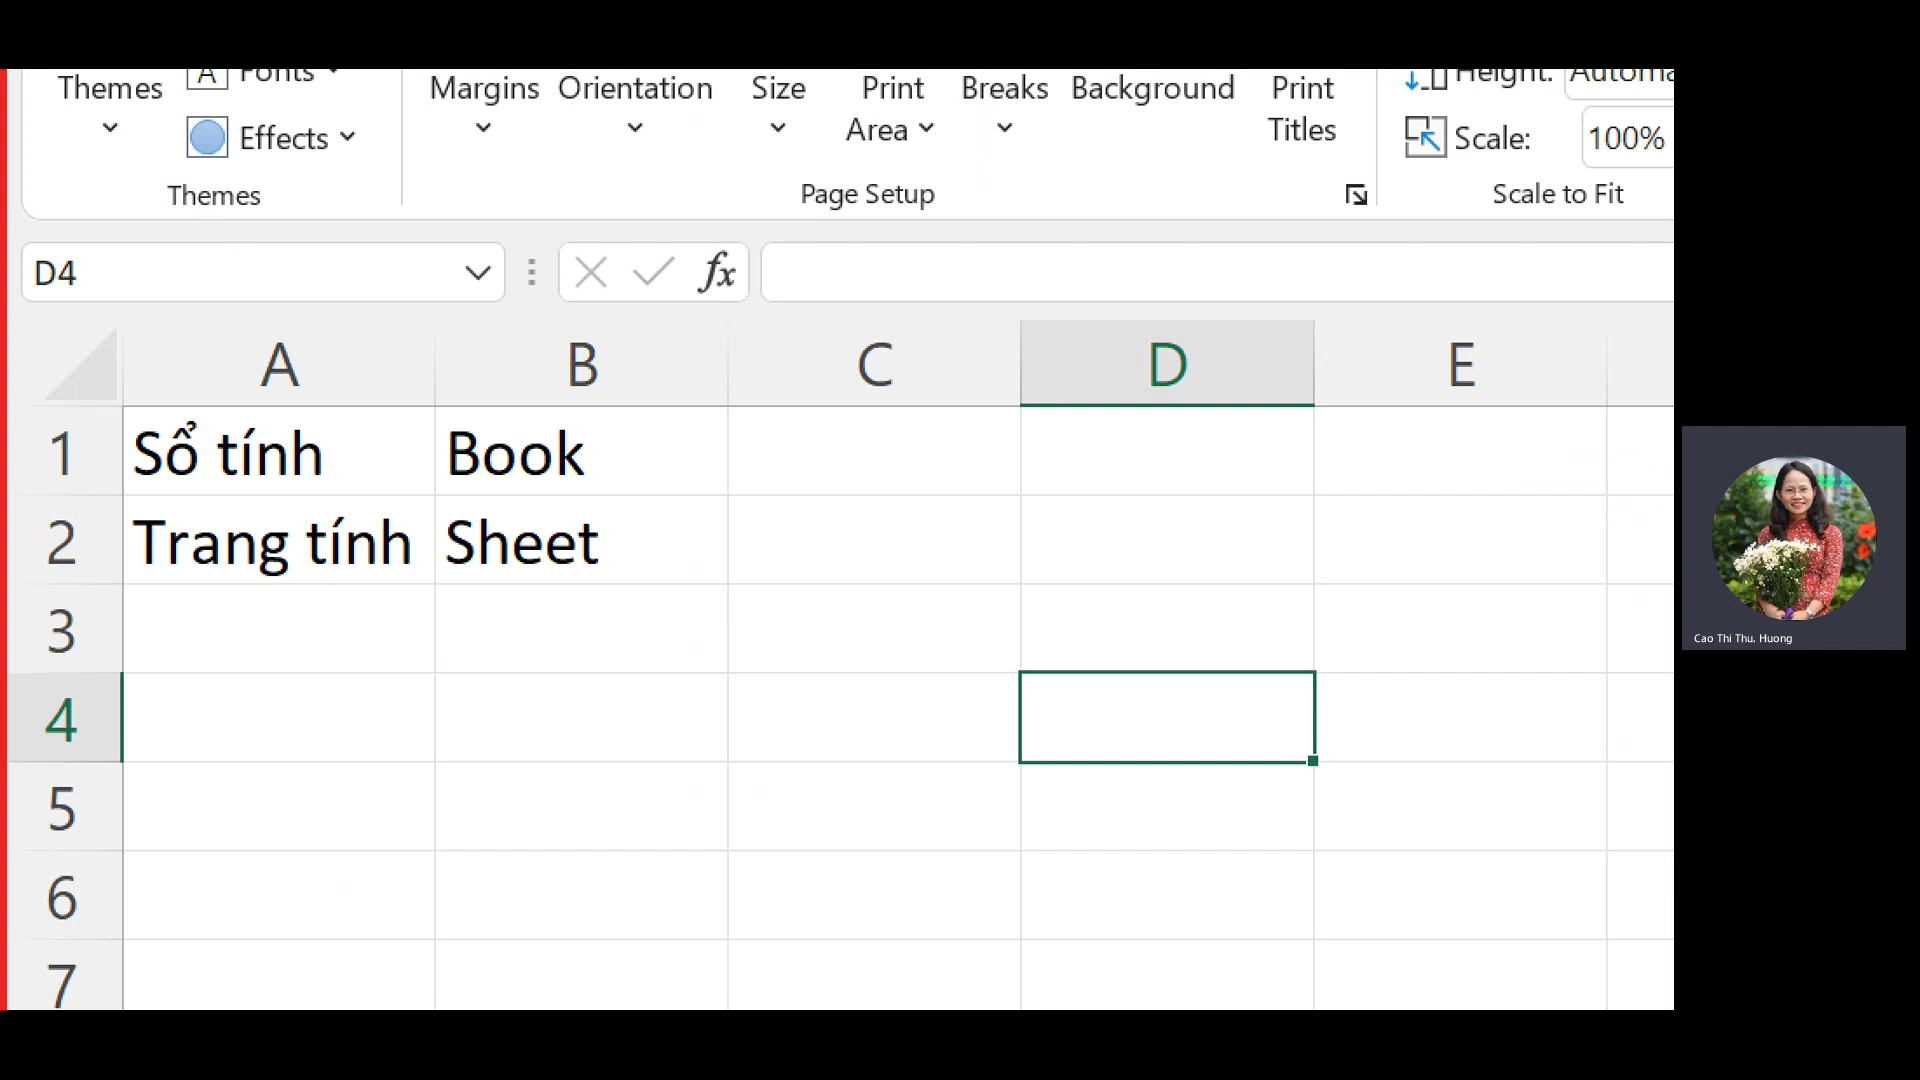 Themes
Fonts
Effects
Themes
Margins
Orientation
Size
Print
Area
Breaks
Background
Print
Titles
Page Setup
Height:
Scale:
100%
Scale to Fit
D4
fx
A B C D E
1 Sổ tính Book
2 Trang tính Sheet
3
4
5
6
7
Cao Thi Thu. Huong